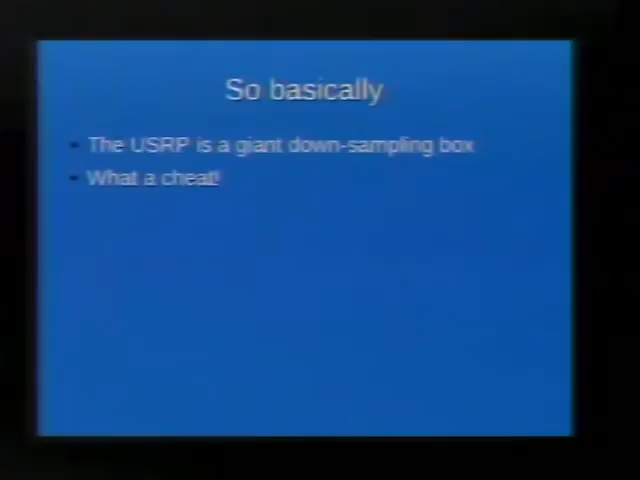 So basically
The USRP is a giant down-sampling box
What a cheat!